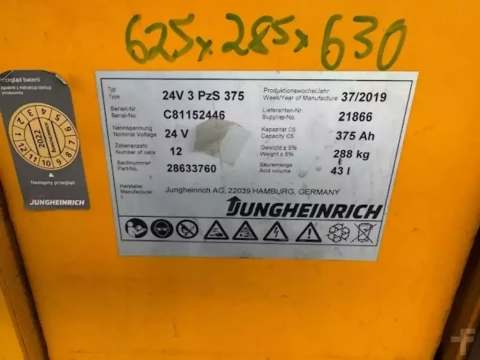 625x285x630
Przegląd baterii
2022
Następny przegląd
JUNGHEINRICH
Typ
Type
24V 3 PzS 375
Produktionswoche/Jahr
Week/Year of Manufacture
37/2019
Serien-Nr.
Serial-No.
C81152446
Lieferanten-Nr.
Supplier-No.
21866
Nennspannung
Nominal Voltage
24 V
Kapazität C5
Capacity C5
375 Ah
Zellenanzahl
Number of cells
12
Gewicht ± 5%
Weight ± 5%
288 kg
Sachnummer
Part-No.
28633760
Säuremenge
Acid volume
43 l
Hersteller
Manufacturer
Jungheinrich AG, 22039 HAMBURG, GERMANY
JUNGHEINRICH